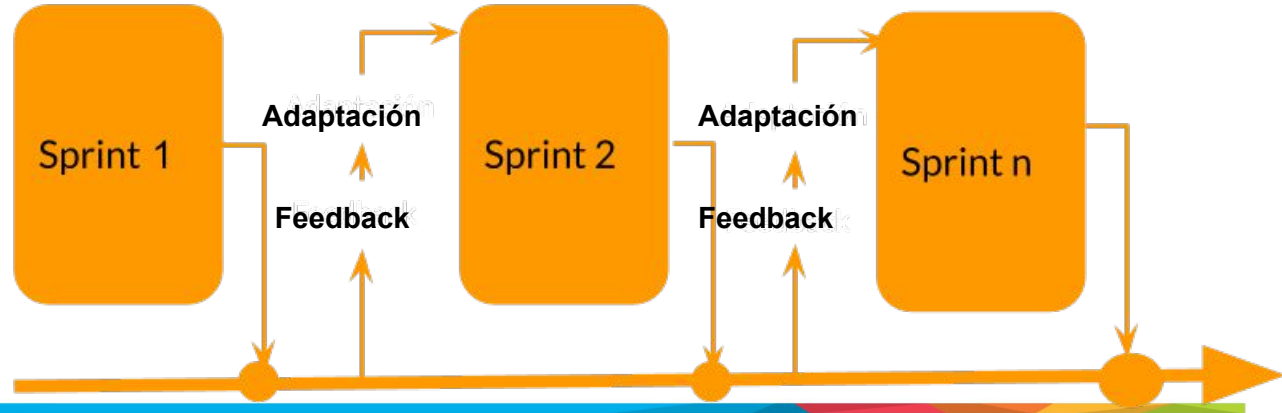 Sprint 1
Adaptación
Feedback
Sprint 2
Adaptación
Feedback
Sprint n